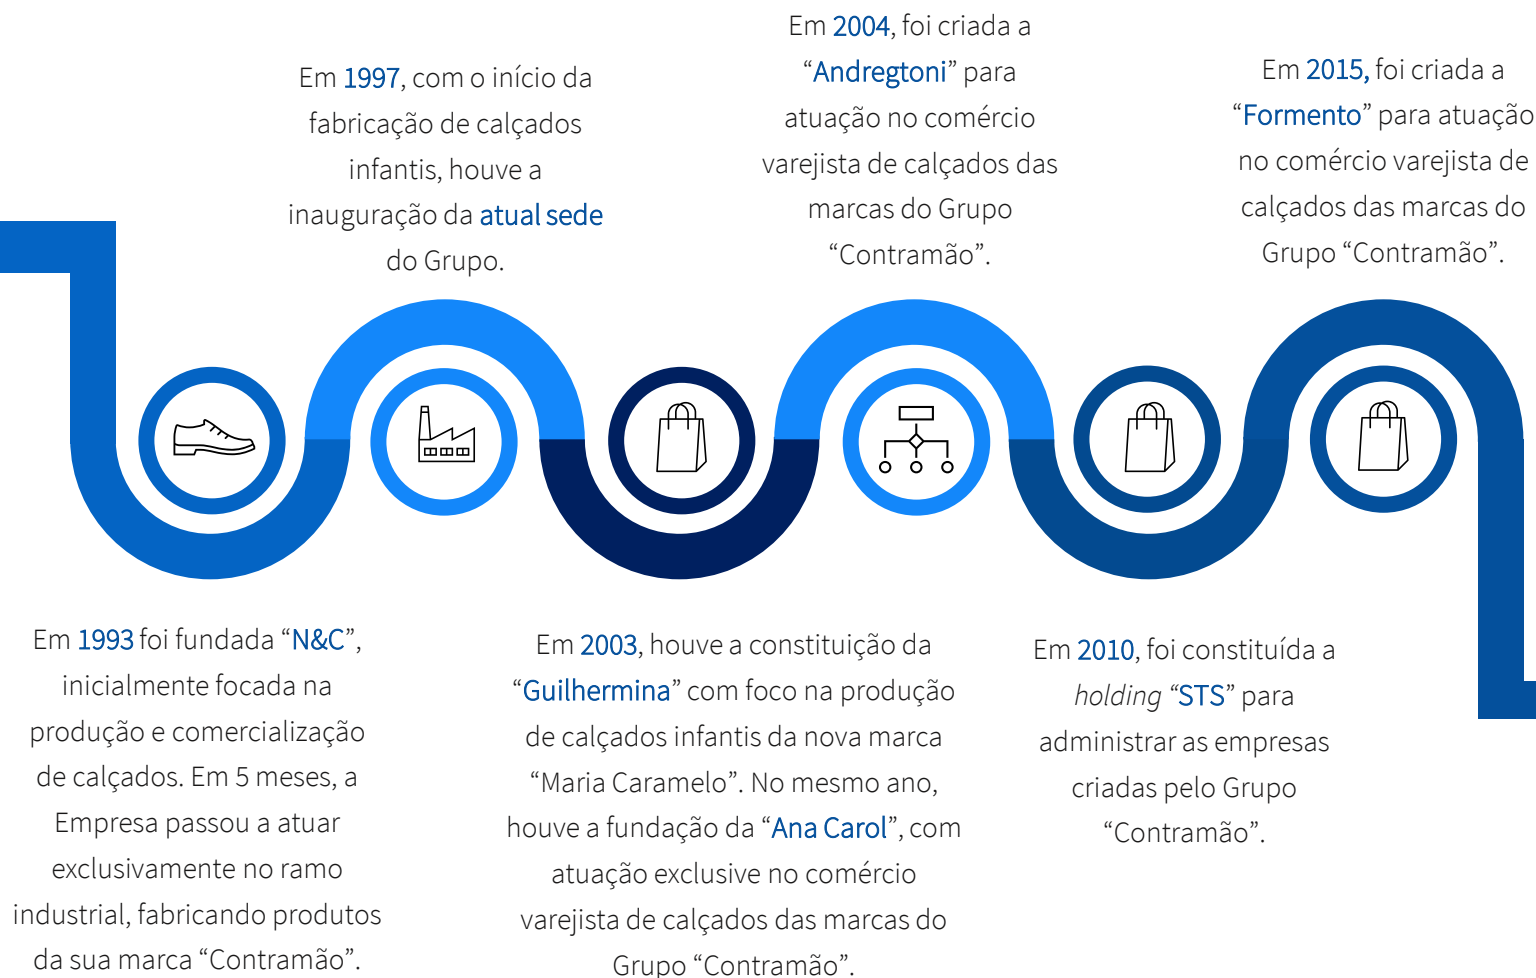 Em 1993 foi fundada “N&C”,
inicialmente focada na
produção e comercialização
de calçados. Em 5 meses, a
Empresa passou a atuar
exclusivamente no ramo
industrial, fabricando produtos
da sua marca “Contramão”.
Em 1997, com o início da
fabricação de calçados
infantis, houve a
inauguração da atual sede
do Grupo.
Em 2003, houve a constituição da
“Guilhermina” com foco na produção
de calçados infantis da nova marca
“Maria Caramelo”. No mesmo ano,
houve a fundação da “Ana Carol”, com
atuação exclusive no comércio
varejista de calçados das marcas do
Grupo “Contramão”.
Em 2004, foi criada a
“Andregtoni” para
atuação no comércio
varejista de calçados das
marcas do Grupo
“Contramão”.
Em 2010, foi constituída a
holding “STS” para
administrar as empresas
criadas pelo Grupo
“Contramão”.
Em 2015, foi criada a
“Formento” para atuação
no comércio varejista de
calçados das marcas do
Grupo “Contramão”.